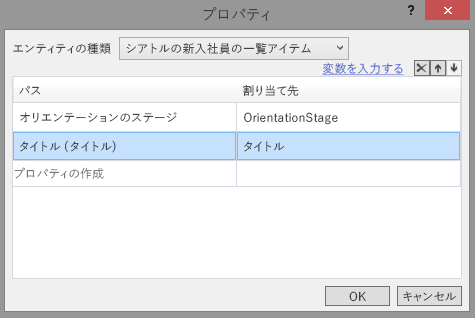 プロパティ
?
エンティティの種類 シアトルの新入社員の一覧アイテム
変数を入力する
パス 割り当て先
オリエンテーションのステージ OrientationStage
タイトル (タイトル) タイトル
プロパティの作成
OK キャンセル